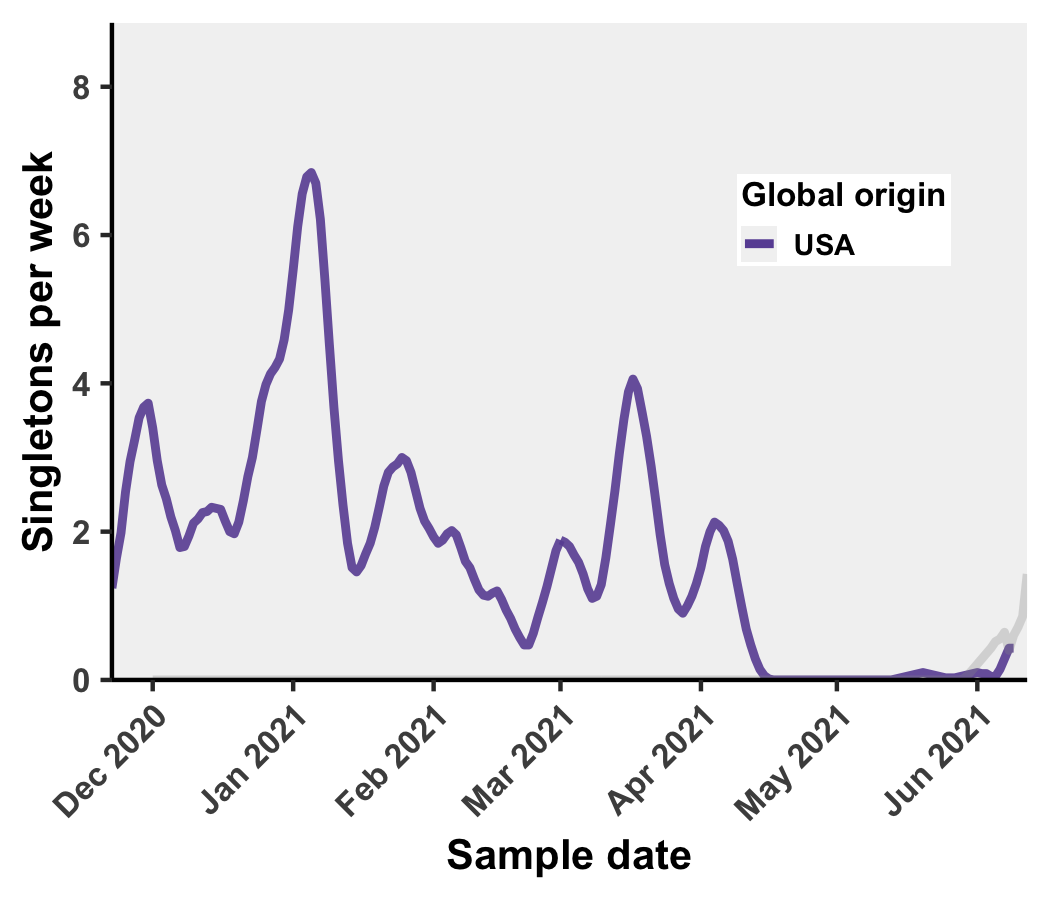 Singletons per week
8
6
4
2
0
Global origin
USA
Dec 2020
Jan 2021
Feb 2021
Mar 2021
Apr 2021
May 2021
Jun 2021
Sample date